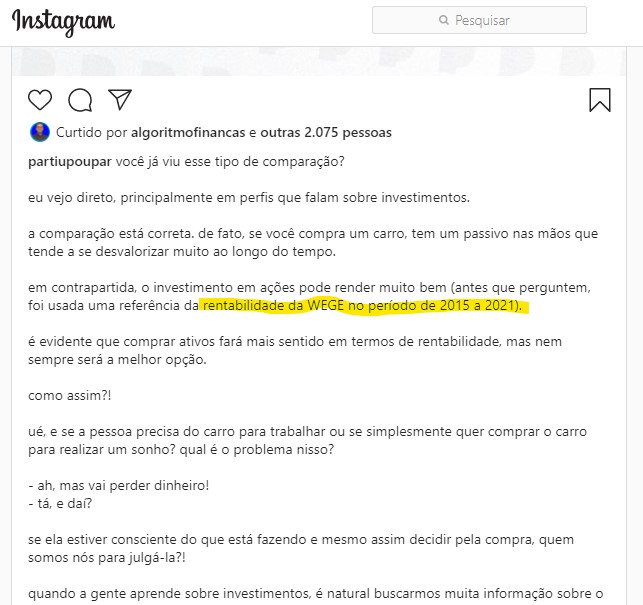 Instagram
Pesquisar
Curtido por algoritmofinancas e outras 2.075 pessoas
partiupoupar você já viu esse tipo de comparação?
eu vejo direto, principalmente em perfis que falam sobre investimentos.
a comparação está correta. de fato, se você compra um carro, tem um passivo nas mãos que
tende a se desvalorizar muito ao longo do tempo.
em contrapartida, o investimento em ações pode render muito bem (antes que perguntem,
foi usada uma referência da rentabilidade da WEGE no período de 2015 a 2021).
é evidente que comprar ativos fará mais sentido em termos de rentabilidade, mas nem
sempre será a melhor opção.
como assim?!
ué, e se a pessoa precisa do carro para trabalhar ou se simplesmente quer comprar o carro
para realizar um sonho? qual é o problema nisso?
- ah, mas vai perder dinheiro!
- tá, e daí?
se ela estiver consciente do que está fazendo e mesmo assim decidir pela compra, quem
somos nós para julgá-la?!
quando a gente aprende sobre investimentos, é natural buscarmos muita informação sobre o